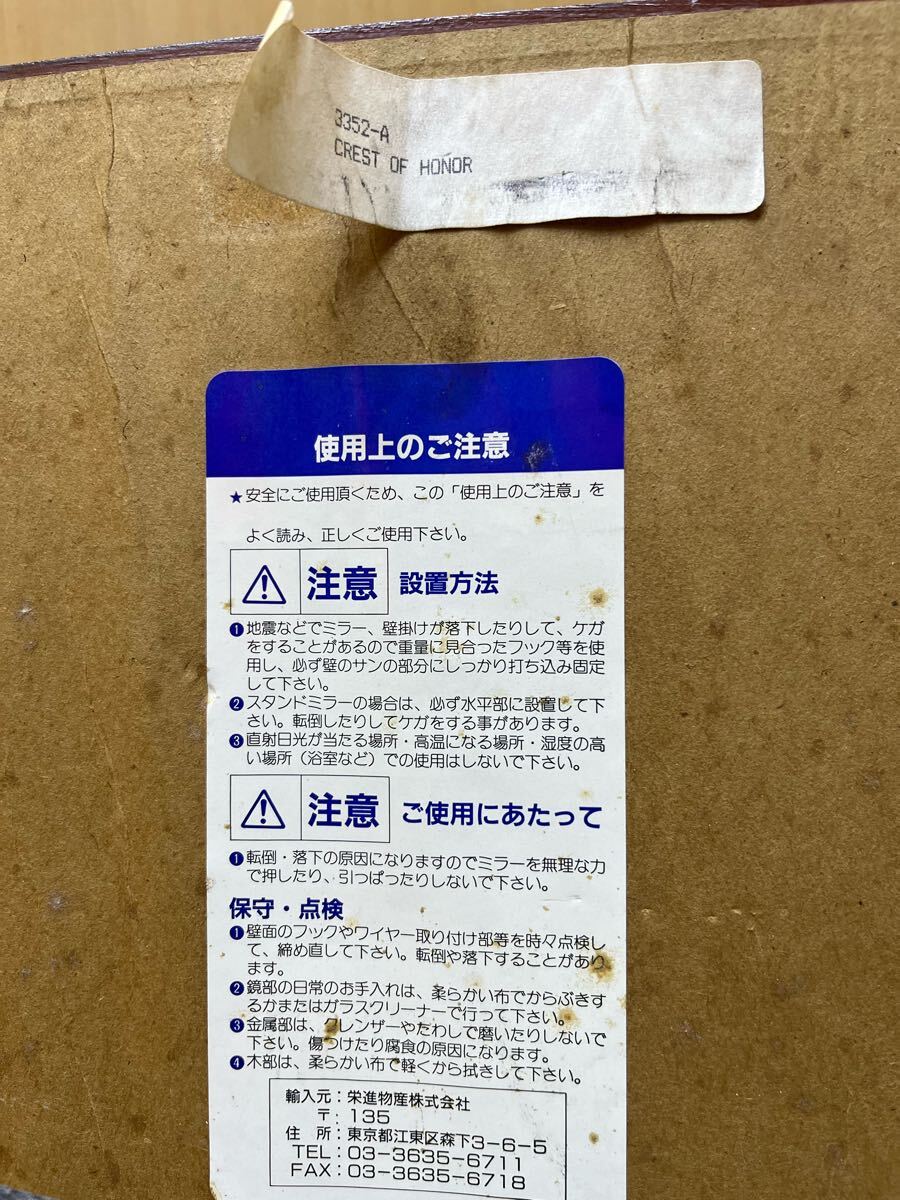 3352-A
CREST OF HONOR
使用上のご注意
★安全にご使用頂くため、この「使用上のご注意」を
よく読み、正しくご使用下さい。
注意 設置方法
❶地震などでミラー、壁掛けが落下したりして、ケガ
をすることがあるので重量に見合ったフック等を使
用し、必ず壁のサンの部分にしっかり打ち込み固定
して下さい。
❷スタンドミラーの場合は、必ず水平部に設置して下
さい。転倒したりしてケガをする事があります。
❸直射日光が当たる場所・高温になる場所・湿度の高
い場所（浴室など）での使用はしないで下さい。
注意 ご使用にあたって
❶転倒・落下の原因になりますのでミラーを無理な力
で押したり、引っぱったりしないで下さい。
保守・点検
❶壁面のフックやワイヤー取り付け部等を時々点検し
て、締め直して下さい。転倒や落下することがあり
ます。
❷鏡部の日常のお手入れは、柔らかい布でからぶきす
るかまたはガラスクリーナーで行って下さい。
❸金属部は、クレンザーやたわしで磨いたりしないで
下さい。傷つけたり腐食の原因になります。
❹木部は、柔らかい布で軽くから拭きして下さい。
輸入元：栄進物産株式会社
〒：135
住所：東京都江東区森下3-6-5
TEL：03-3635-6711
FAX：03-3635-6718